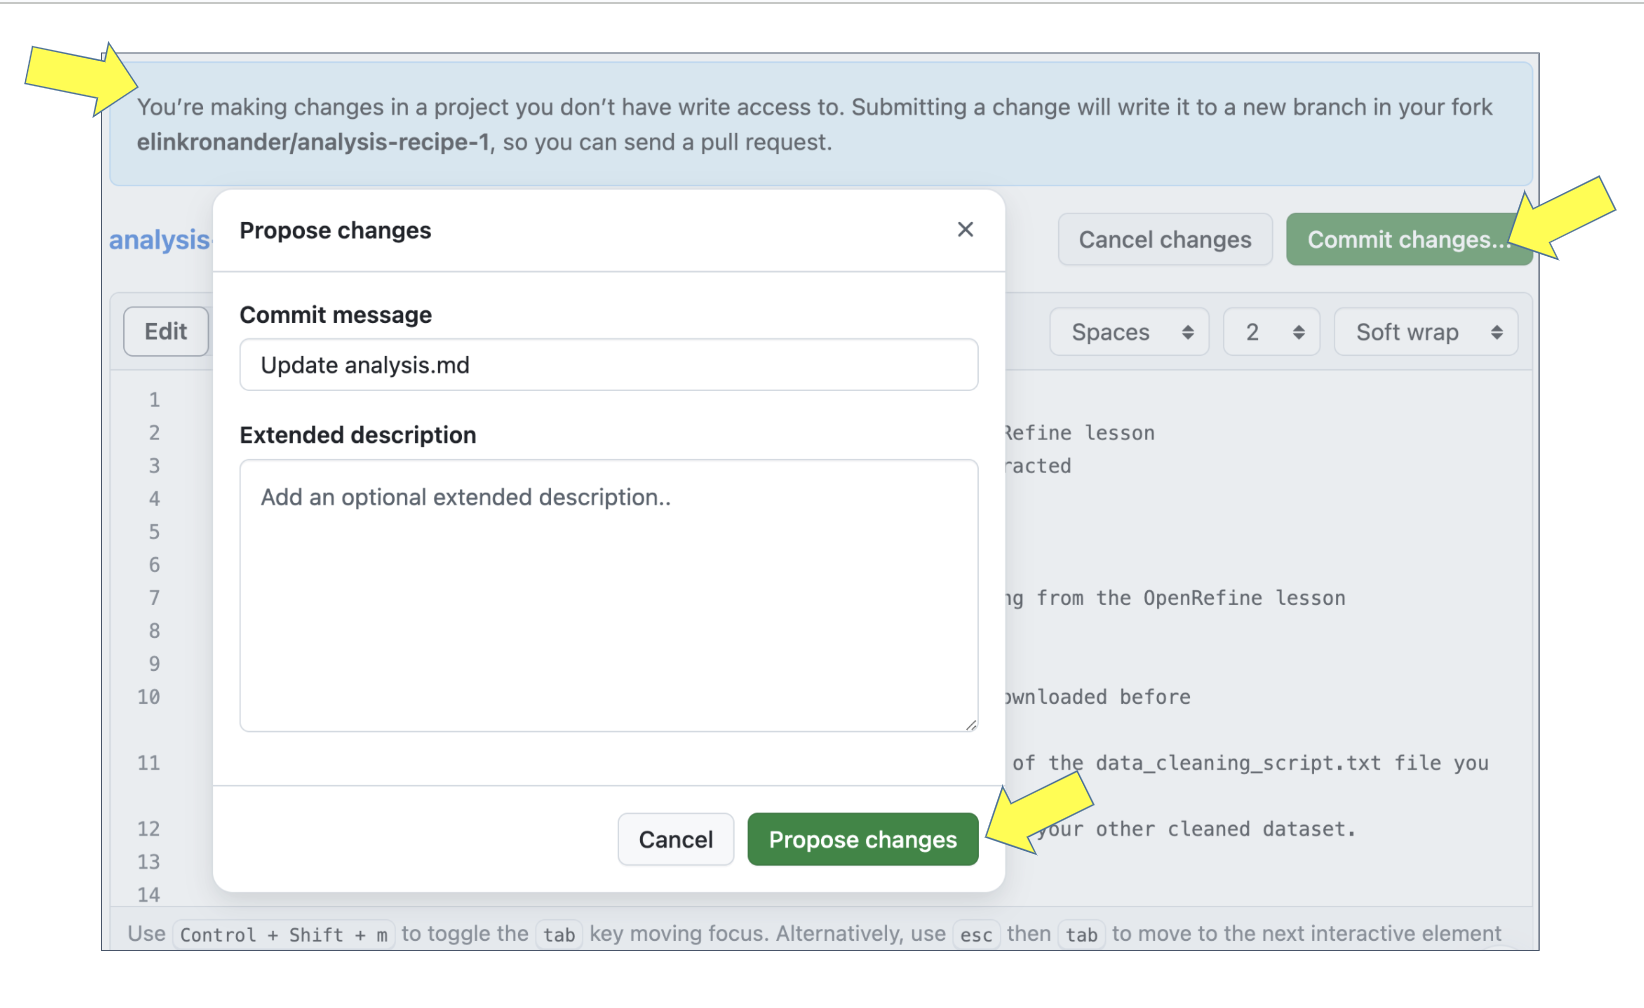 You're making changes in a project you don't have write access to. Submitting a change will write it to a new branch in your fork
elinkronander/analysis-recipe-1, so you can send a pull request.
analysis-
Propose changes
Cancel changes
Commit changes...
Edit
Spaces
2
Soft wrap
Commit message
Update analysis.md
Extended description
Add an optional extended description..
1
2 Refine lesson
3
4
5
6
7 from the OpenRefine lesson
8
9
10 before
11 of the data_cleaning_script.txt file you
12 your other cleaned dataset.
13
14
Cancel
Propose changes
Use Control + Shift + m to toggle the tab key moving focus. Alternatively, use esc then tab to move to the next interactive element